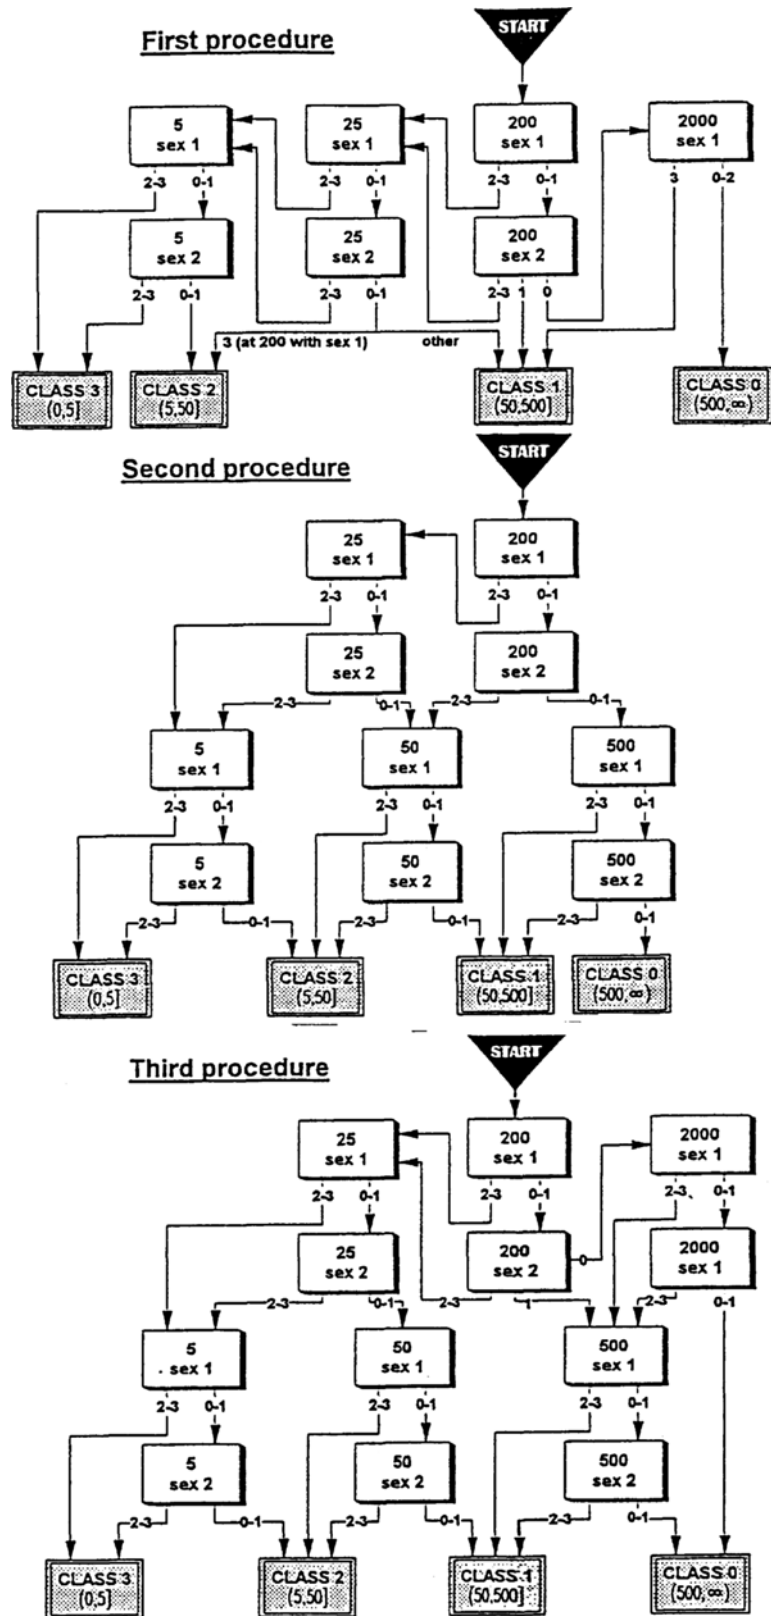 First procedure
START
5
sex 1
25
sex 1
200
sex 1
2000
sex 1
2-3 0-1
2-3 0-1
2-3 0-1
3 0-2
5
sex 2
25
sex 2
200
sex 2
2-3 0-1
2-3 0-1
2-3 1 0
3 (at 200 with sex 1) other
CLASS 3
(0,5]
CLASS 2
(5,50]
CLASS 1
(50,500]
CLASS 0
(500,∞)
Second procedure
START
25
sex 1
200
sex 1
2-3 0-1
2-3 0-1
25
sex 2
200
sex 2
2-3 0-1 2-3 0-1
5
sex 1
50
sex 1
500
sex 1
2-3 0-1
2-3 0-1
2-3 0-1
5
sex 2
50
sex 2
500
sex 2
2-3 0-1 2-3 0-1 2-3 0-1
CLASS 3
(0,5]
CLASS 2
(5,50]
CLASS 1
(50,500]
CLASS 0
(500,∞)
Third procedure
START
25
sex 1
200
sex 1
2000
sex 1
2-3 0-1
2-3 0-1
2-3 0-1
25
sex 2
200
sex 2
0
2000
sex 1
2-3 0-1 2-3 1 2-3 0-1
5
sex 1
50
sex 1
500
sex 1
2-3 0-1
2-3 0-1
2-3 0-1
5
sex 2
50
sex 2
500
sex 2
2-3 0-1 2-3 0-1 2-3 0-1
CLASS 3
(0,5]
CLASS 2
(5,50]
CLASS 1
(50,500]
CLASS 0
(500,∞)